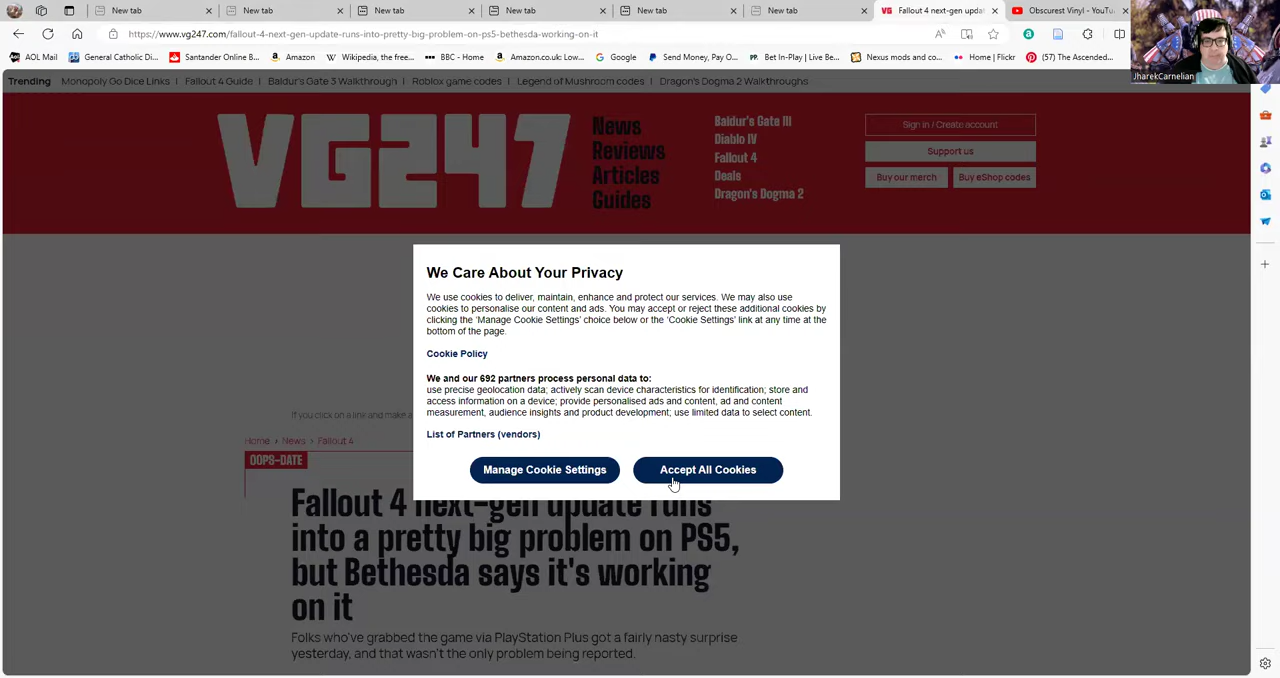 New tab
New tab
New tab
New tab
New tab
New tab
VG Fallout 4 next-gen upda
Obscurest Vinyl - YouTu
https://www.vg247.com/fallout-4-next-gen-update-runs-into-pretty-big-problem-on-ps5-bethesda-working-on-it
AOL Mail
General Catholic Di...
Santander Online B...
Amazon
Wikipedia, the free...
BBC - Home
Amazon.co.uk: Low...
Google
Send Money, Pay O...
Bet In-Play | Live Be...
Nexus mods and co...
Home | Flickr
(57) The Ascended...
JharekCarnelian
Trending Monopoly Go Dice Links | Fallout 4 Guide | Baldur's Gate 3 Walkthrough | Roblox game codes | Legend of Mushroom codes | Dragon's Dogma 2 Walkthroughs
VG247
News
Reviews
Articles
Guides
Baldur's Gate III
Diablo IV
Fallout 4
Deals
Dragon's Dogma 2
Sign in / Create account
Support us
Buy our merch
Buy eShop codes
We Care About Your Privacy
We use cookies to deliver, maintain, enhance and protect our services. We may also use
cookies to personalise our content and ads. You may accept or reject these additional cookies by
clicking the 'Manage Cookie Settings' choice below or the 'Cookie Settings' link at any time at the
bottom of the page.
Cookie Policy
We and our 692 partners process personal data to:
use precise geolocation data; actively scan device characteristics for identification; store and
access information on a device; provide personalised ads and content, ad and content
measurement, audience insights and product development; use limited data to select content.
List of Partners (vendors)
Manage Cookie Settings
Accept All Cookies
If you click on a link and make a
Home > News > Fallout 4
OOPS-DATE
Fallout 4 next-gen update runs
into a pretty big problem on PS5,
but Bethesda says it's working
on it
Folks who've grabbed the game via PlayStation Plus got a fairly nasty surprise
yesterday, and that wasn't the only problem being reported.